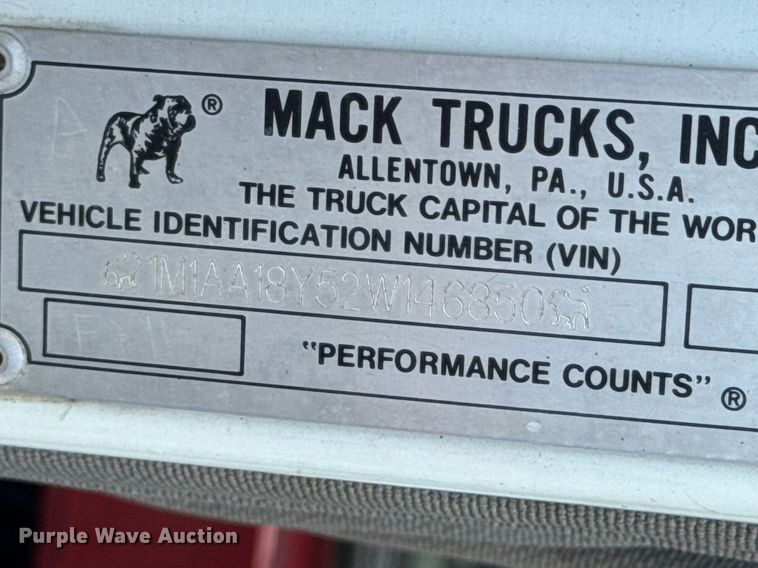 A
®
MACK TRUCKS, INC
ALLENTOWN, PA., U.S.A.
THE TRUCK CAPITAL OF THE WOR
VEHICLE IDENTIFICATION NUMBER (VIN)
1M1AA18Y52W146850
"PERFORMANCE COUNTS" ®
Purple Wave Auction